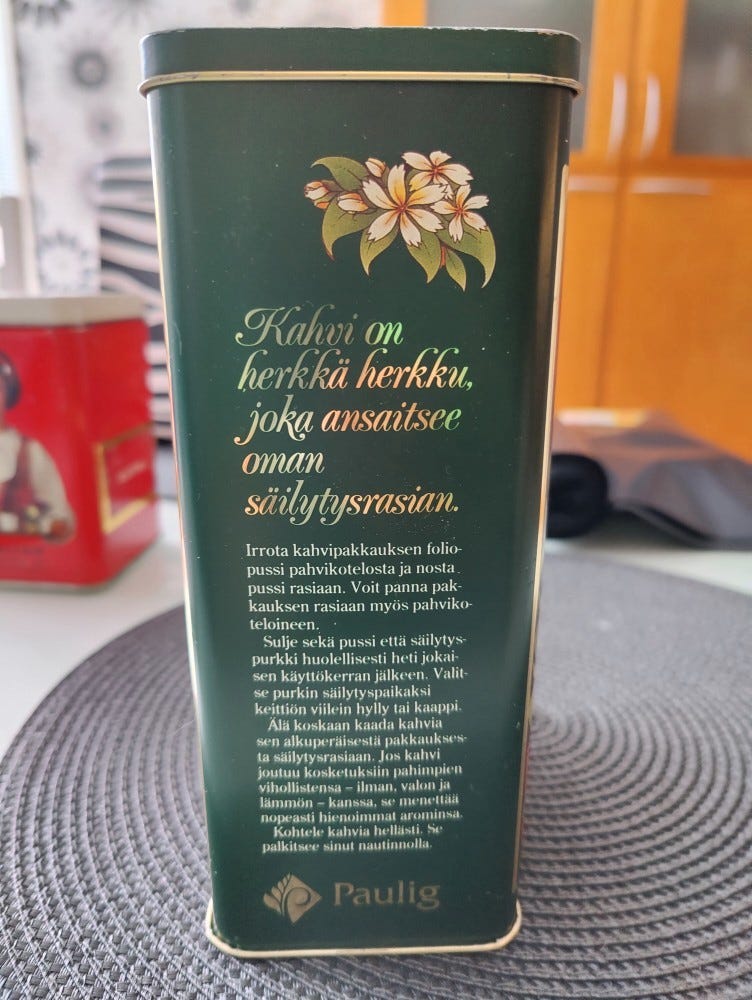 Kahvi on
herkkä herkku,
joka ansaitsee
oman
säilytysrasian.
Irrota kahvipakkauksen folio-
pussi pahvikotelosta ja nosta
pussi rasiaan. Voit panna pak-
kauksen rasiaan myös pahviko-
teloineen.
Sulje sekä pussi että säilytys-
purkki huolellisesti heti jokai-
sen käyttökerran jälkeen. Valit-
se purkin säilytyspaikaksi
keittiön viilein hylly tai kaappi.
Älä koskaan kaada kahvia
sen alkuperäisestä pakkaukses-
ta säilytysrasiaan. Jos kahvi
joutuu kosketuksiin pahimpien
vihollistensa – ilman, valon ja
lämmön – kanssa, se menettää
nopeasti hienoimmat arominsa.
Kohtele kahvia hellästi. Se
palkitsee sinut nautinnolla.
Paulig